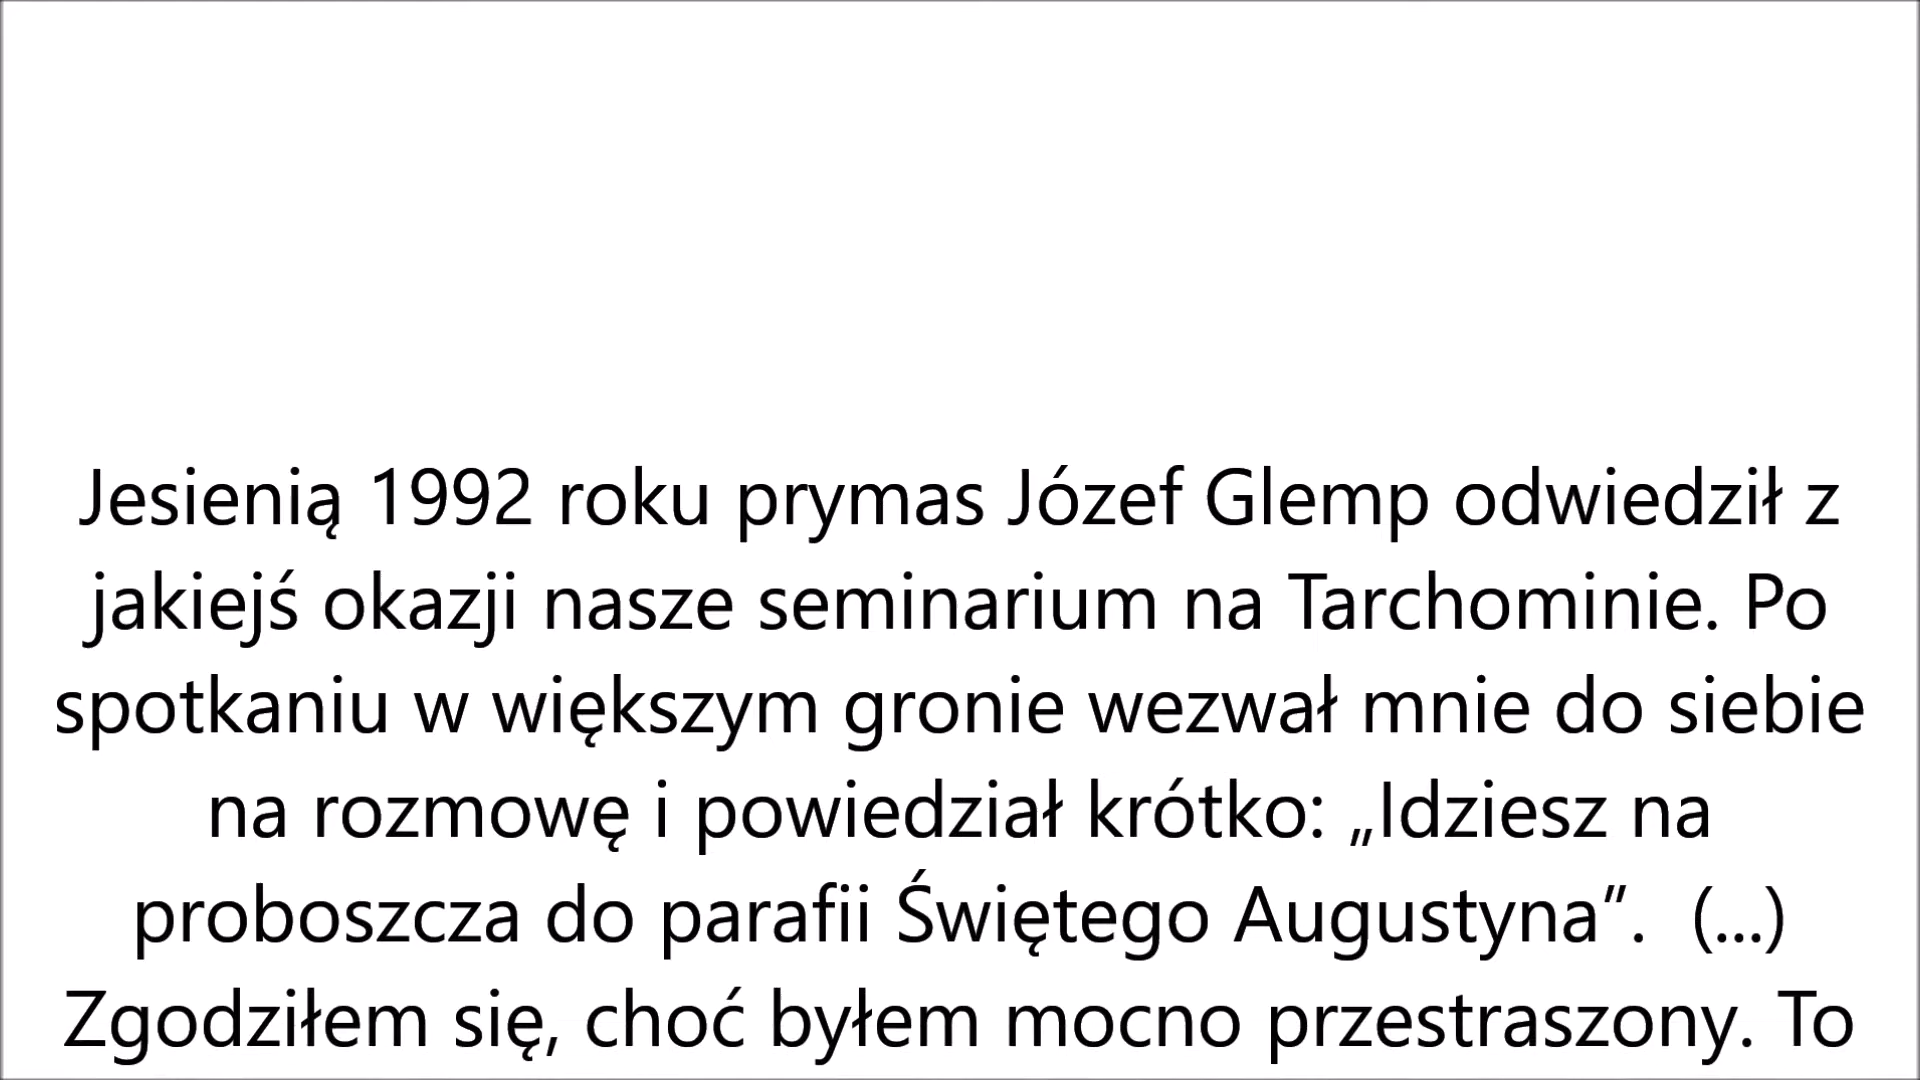 Jesienią 1992 roku prymas Józef Glemp odwiedził z
jakiejś okazji nasze seminarium na Tarchominie. Po
spotkaniu w większym gronie wezwał mnie do siebie
na rozmowę i powiedział krótko: „Idziesz na
proboszcza do parafii Świętego Augustyna”.  (...)
Zgodziłem się, choć byłem mocno przestraszony. To